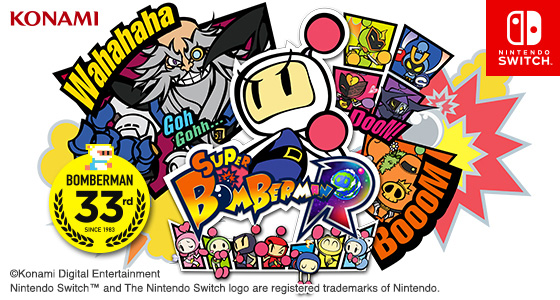 KONAMI
NINTENDO
SWITCH™
Wahahaha
Goh
Gohh...
DOOM!
BOOOM!
SUPER
BOMBERMAN R
BOMBERMAN
33rd
SINCE 1983
©Konami Digital Entertainment
Nintendo Switch™ and The Nintendo Switch logo are registered trademarks of Nintendo.